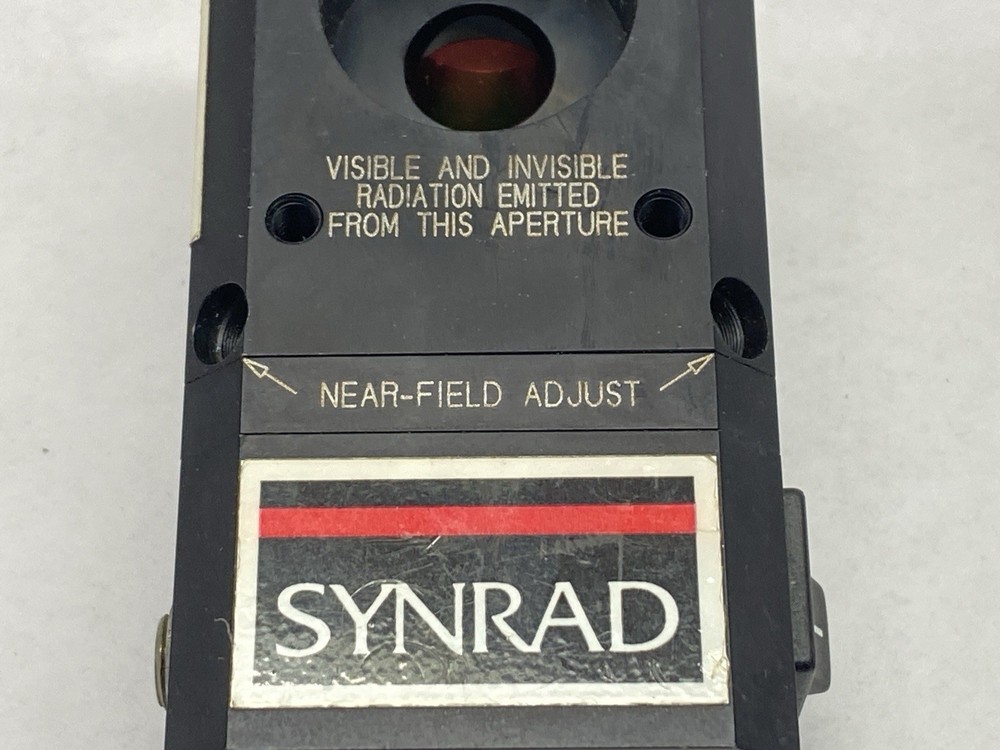 VISIBLE AND INVISIBLE
RADIATION EMITTED
FROM THIS APERTURE
NEAR-FIELD ADJUST
SYNRAD